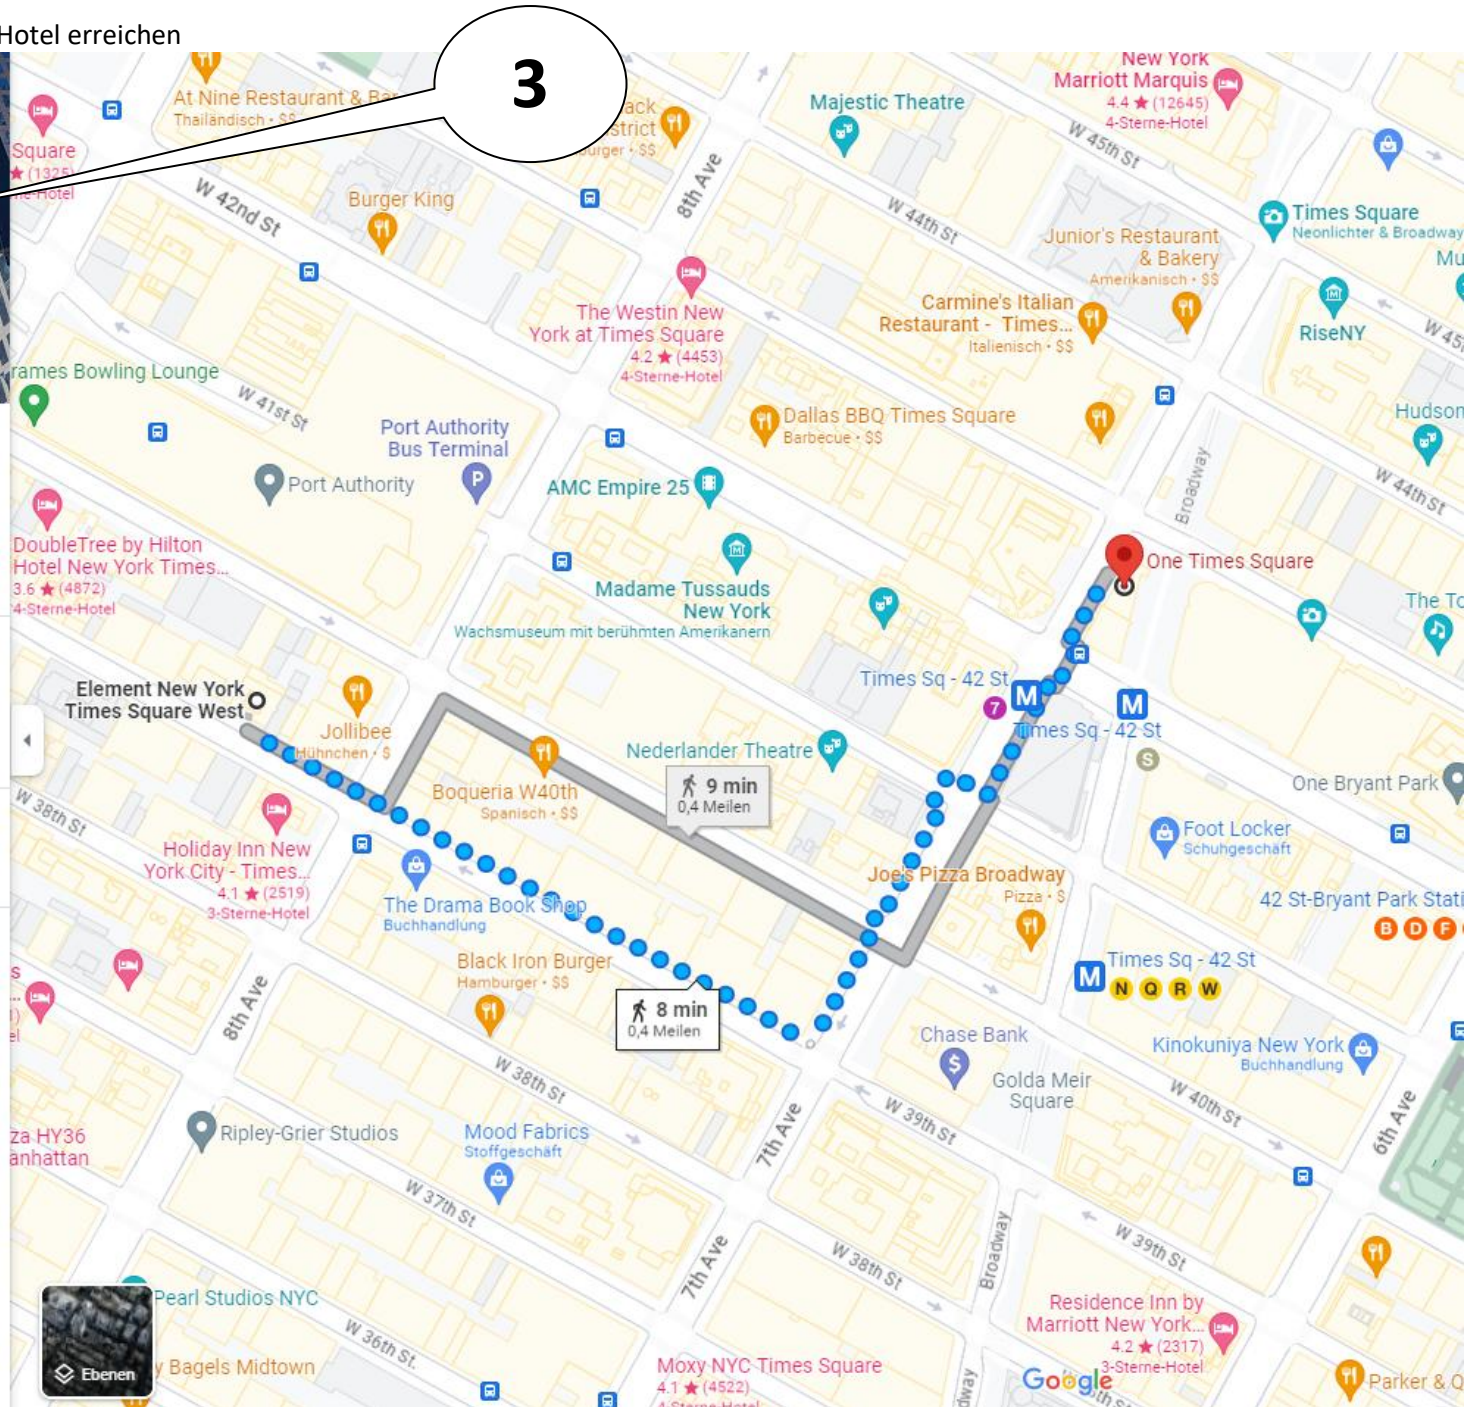 Hotel erreichen
3
New York
Marriott Marquis
4.4 ★ (12645)
4-Sterne-Hotel
At Nine Restaurant & Bar
Thailändisch · $$
Majestic Theatre
W 45th St
Square
★ (1325)
8th Ave
W 42nd St
Burger King
W 44th St
Times Square
Neonlichter & Broadway
Junior's Restaurant
& Bakery
Amerikanisch · $$
The Westin New
York at Times Square
4.2 ★ (4453)
4-Sterne-Hotel
Carmine's Italian
Restaurant - Times...
Italienisch · $$
RiseNY
Bowling Lounge
W 41st St
Port Authority
Bus Terminal
P
Port Authority
Dallas BBQ Times Square
Barbecue · $$
Hudson
Broadway
W 44th St
AMC Empire 25
DoubleTree by Hilton
Hotel New York Times...
3.6 ★ (4872)
4-Sterne-Hotel
Madame Tussauds
New York
Wachsmuseum mit berühmten Amerikanern
One Times Square
Element New York
Times Square West
Jollibee
Hühnchen · $
Times Sq - 42 St
M
7
M
Times Sq - 42 St
S
Nederlander Theatre
9 min
0,4 Meilen
Boqueria W40th
Spanisch · $$
One Bryant Park
W 38th St
Holiday Inn New
York City - Times...
4.1 ★ (2519)
3-Sterne-Hotel
Foot Locker
Schuhgeschäft
Joe's Pizza Broadway
Pizza · $
The Drama Book Shop
Buchhandlung
42 St-Bryant Park
B D F
Black Iron Burger
Hamburger · $$
M
Times Sq - 42 St
N Q R W
8 min
0,4 Meilen
8th Ave
Chase Bank
$
Kinokuniya New York
Buchhandlung
W 38th St
Golda Meir
Square
W 40th St
W 39th St
6th Ave
7th Ave
Ripley-Grier Studios
Mood Fabrics
Stoffgeschäft
HY36
W 37th St
7th Ave
W 38th St
Broadway
W 39th St
Pearl Studios NYC
W 36th St.
Residence Inn by
Marriott New York...
4.2 ★ (2317)
3-Sterne-Hotel
Ebenen
Bagels Midtown
Moxy NYC Times Square
4.1 ★ (4522)
Google
Parker &